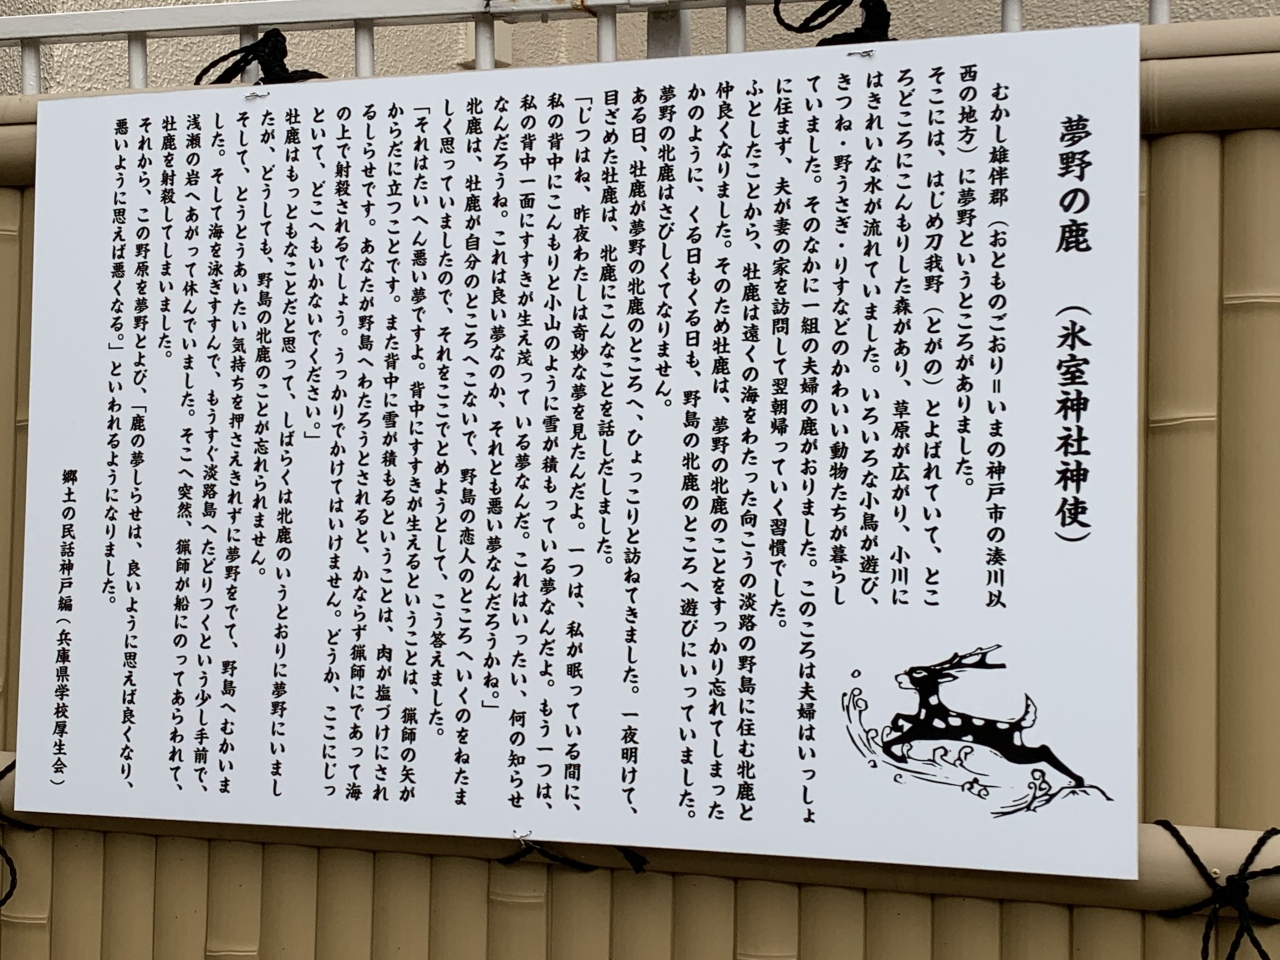 夢野の鹿　（氷室神社神使）
むかし雄伴郡（おとものごおり＝いまの神戸市の湊川以
西の地方）に夢野というところがありました。
そこには、はじめ刀我野（とがの）とよばれていて、とこ
ろどころにこんもりした森があり、草原が広がり、小川に
はきれいな水が流れていました。いろいろな小鳥が遊び、
きつね・野うさぎ・りすなどのかわいい動物たちが暮らし
ていました。そのなかに一組の夫婦の鹿がおりました。このころは夫婦はいっしょ
に住まず、夫が妻の家を訪問して翌朝帰っていく習慣でした。
ふとしたことから、牡鹿は遠くの海をわたった向こうの淡路の野島に住む牝鹿と
仲良くなりました。そのため牡鹿は、夢野の牝鹿のことをすっかり忘れてしまった
かのように、くる日もくる日も、野島の牝鹿のところへ遊びにいっていました。
夢野の牝鹿はさびしくてなりません。
ある日、牡鹿が夢野の牝鹿のところへ、ひょっこりと訪ねてきました。一夜明けて、
目ざめた牡鹿は、牝鹿にこんなことを話しだしました。
「じつはね、昨夜わたしは奇妙な夢を見たんだよ。一つは、私が眠っている間に、
私の背中にこんもりと小山のように雪が積もっている夢なんだよ。もう一つは、
私の背中一面にすすきが生え茂って いる夢なんだ。これはいったい、何の知らせ
なんだろうね。これは良い夢なのか、それとも悪い夢なんだろうかね。」
牝鹿は、牡鹿が自分のところへこないで、野島の恋人のところへいくのをねたま
しく思っていましたので、それをここでとめようとして、こう答えました。
「それはたいへん悪い夢ですよ。背中にすすきが生えるということは、猟師の矢が
からだに立つことです。また背中に雪が積もるということは、肉が塩づけにされ
るしらせです。あなたが野島へわたろうとされると、かならず猟師にであって海
の上で射殺されるでしょう。うっかりでかけてはいけません。どうか、ここにじっ
といて、どこへもいかないでください。」
牡鹿はもっともなことだと思って、しばらくは牝鹿のいうとおりに夢野にいまし
たが、どうしても、野島の牝鹿のことが忘れられません。
そして、とうとうあいたい気持ちを押さえきれずに夢野をでて、野島へむかいま
した。そして海を泳ぎすすんで、もうすぐ淡路島へたどりつくという少し手前で、
浅瀬の岩へあがって休んでいました。そこへ突然、猟師が船にのってあらわれて、
牡鹿を射殺してしまいました。
それから、この野原を夢野とよび、「鹿の夢しらせは、良いように思えば良くなり、
悪いように思えば悪くなる。」といわれるようになりました。
郷土の民話神戸編（兵庫県学校厚生会）